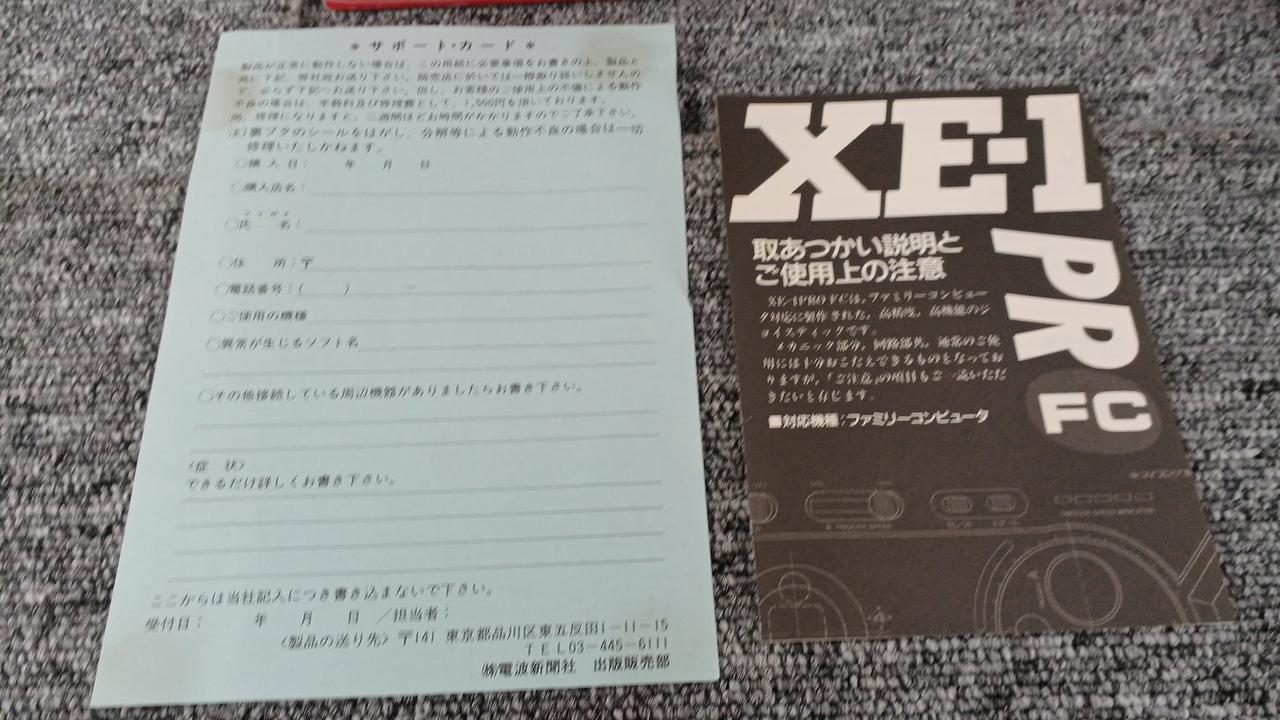 ＊サポート・カード＊
製品が正常に動作しない場合は、この用紙に必要事項をお書きの上、製品と
共に下記、弊社宛お送り下さい。販売店に於いては一際取り扱いしませんの
で、必らず下記へお送り下さい。但し、お客様のご使用上の不備による動作
不良の場合は、手数料及び修理費として、1,500円を頂いております。
尚、修理になりますと、二週間ほどお時間がかかりますのでご了承下さい。
注)裏ブタのシールをはがし、分解等による動作不良の場合は一切
修理いたしかねます。
○購入日： 年 月 日
○購入店名：
フリガナ
○氏 名：
○住 所：〒
○電話番号：( ) −
○ご使用の機種
○異常が生じるソフト名
○その他接続している周辺機器がありましたらお書き下さい。
〈症 状〉
できるだけ詳しくお書き下さい。
ここからは当社記入につき書き込まないで下さい。
受付日： 年 月 日 ／担当者：
〈製品の送り先〉〒141 東京都品川区東五反田1−11−15
TEL03−445−6111
㈱電波新聞社 出版販売部
XE-1
PRO
FC
取あつかい説明と
ご使用上の注意
XE-1PRO FCは、ファミリーコンピュー
タ対応に製作された、高精度、高機能のジ
ョイスティックです。
メカニック部分、回路部共、通常のご使
用には十分おこたえできるものとなってお
りますが、「ご注意」の項目もご一読いただ
きたいと存じます。
■対応機種：ファミリーコンピュータ